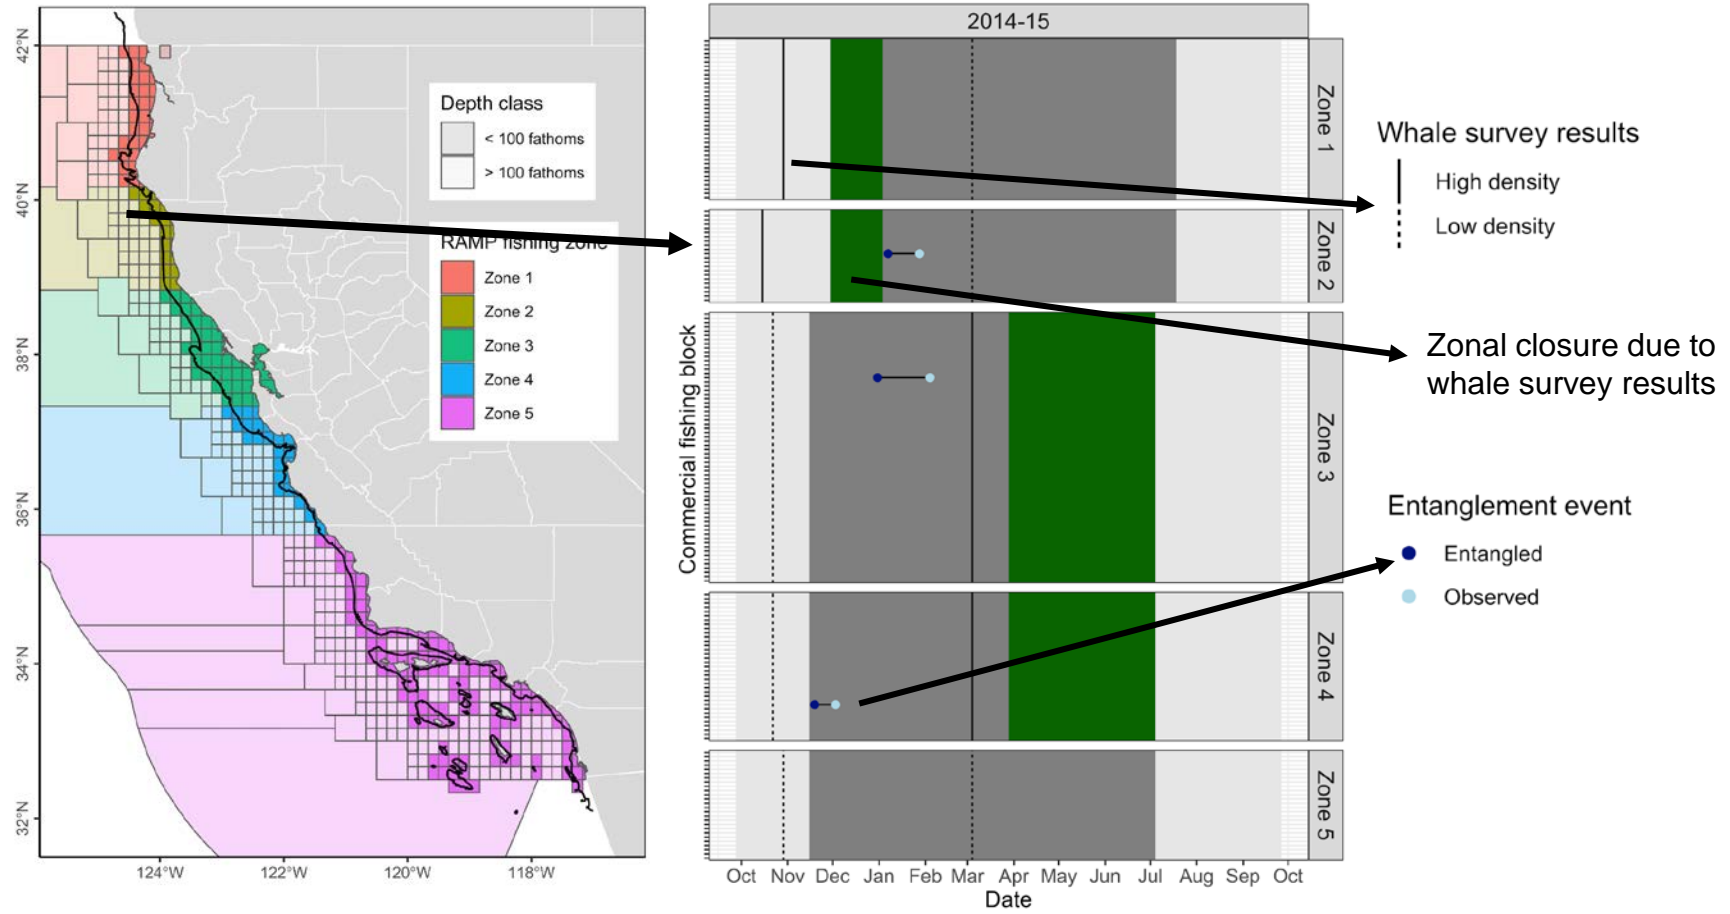 42°N
40°N
38°N
36°N
34°N
32°N
124°W
122°W
120°W
118°W
Depth class
< 100 fathoms
> 100 fathoms
RAMP fishing zone
Zone 1
Zone 2
Zone 3
Zone 4
Zone 5
2014-15
Zone 1
Zone 2
Zone 3
Zone 4
Zone 5
Commercial fishing block
Oct Nov Dec Jan Feb Mar Apr May Jun Jul Aug Sep Oct
Date
Whale survey results
High density
Low density
Zonal closure due to
whale survey results
Entanglement event
Entangled
Observed